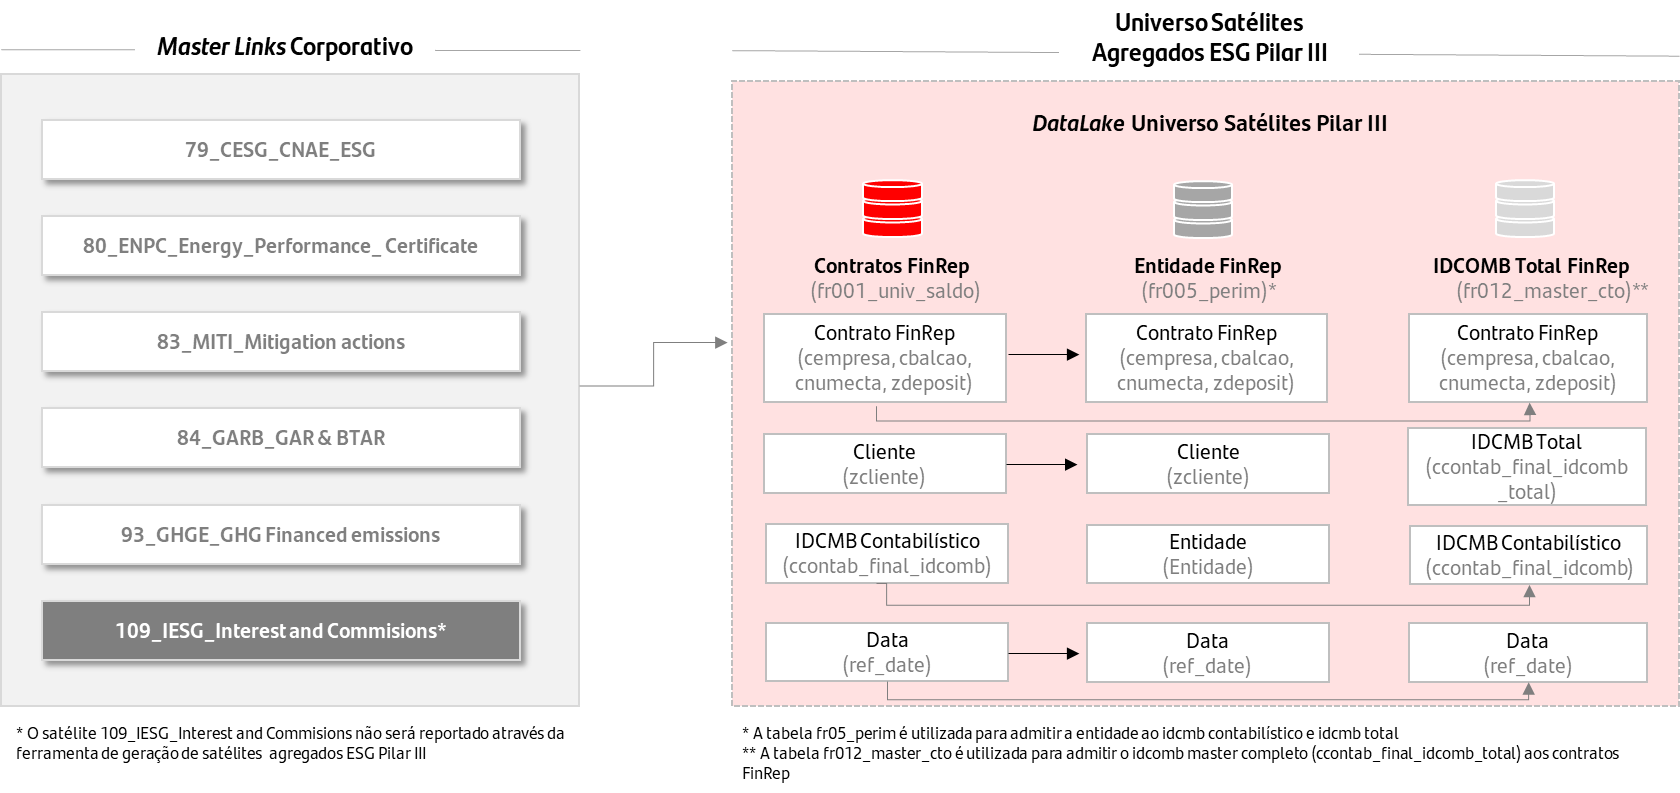 Master Links Corporativo
79_CESG_CNAE_ESG
80_ENPC_Energy_Performance_ Certificate
83_MITI_Mitigation actions
84_GARB_GAR & BTAR
93_GHGE_GHG Financed emissions
109_IESG_Interest and Commisions*
* O satélite 109_IESG_Interest and Commisions não será reportado através da
ferramenta de geração de satélites agregados ESG Pilar III
Universo Satélites
Agregados ESG Pilar III
DataLake Universo Satélites Pilar III
Contratos FinRep
(fr001_univ_saldo)
Contrato FinRep
(cempresa, cbalcao,
cnumecta, zdeposit)
Cliente
(zcliente)
IDCMB Contabilístico
(ccontab_final_idcomb)
Data
(ref_date)
Entidade FinRep
(fr005_perim)*
Contrato FinRep
(cempresa, cbalcao,
cnumecta, zdeposit)
Cliente
(zcliente)
Entidade
(Entidade)
Data
(ref_date)
IDCOMB Total FinRep
(fr012_master_cto)**
Contrato FinRep
(cempresa, cbalcao,
cnumecta, zdeposit)
IDCMB Total
(ccontab_final_idcomb
_total)
IDCMB Contabilístico
(ccontab_final_idcomb)
Data
(ref_date)
* A tabela fr05_perim é utilizada para admitir a entidade ao idcmb contabilístico e idcmb total
** A tabela fr012_master_cto é utilizada para admitir o idcomb master completo (ccontab_final_idcomb_total) aos contratos
FinRep